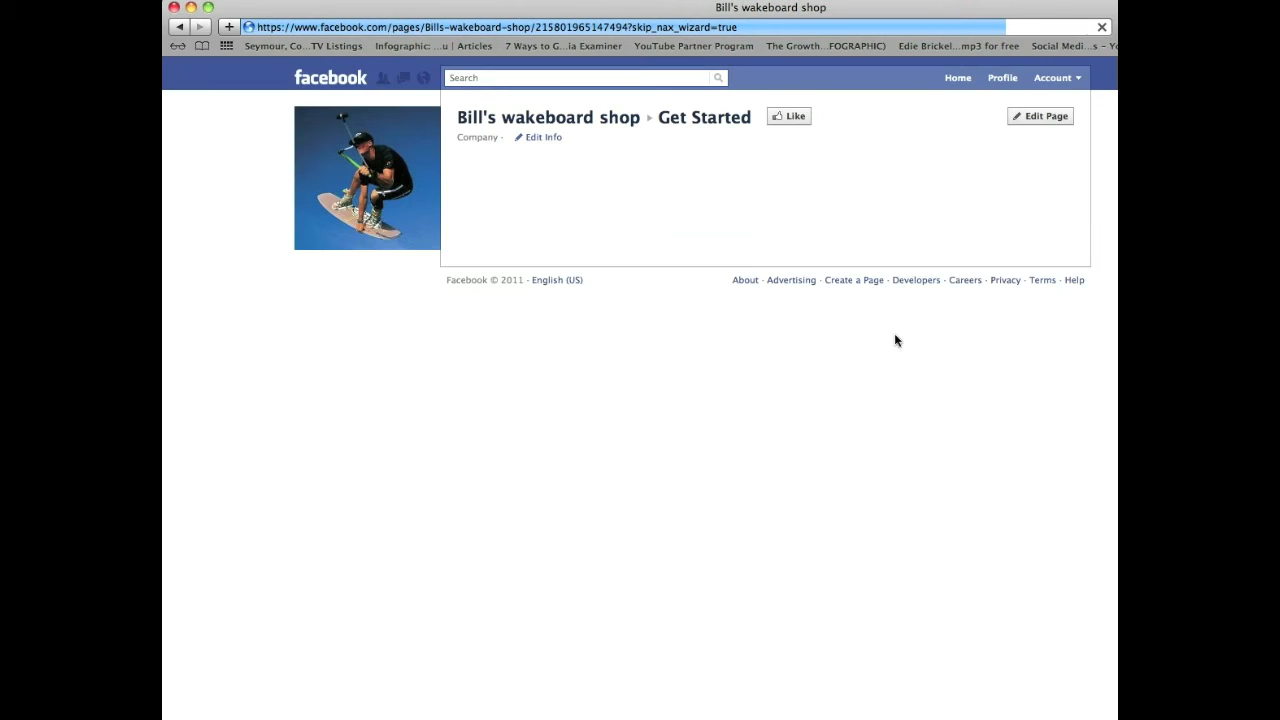 Bill's wakeboard shop
https://www.facebook.com/pages/Bills-wakeboard-shop/215801965147494?skip_nax_wizard=true
Seymour, Co...TV Listings Infographic: ...u | Articles 7 Ways to G...ia Examiner YouTube Partner Program The Growth...FOGRAPHIC) Edie Brickel...mp3 for free Social Medi...s – Yo
facebook Search Home Profile Account
Bill's wakeboard shop ▸ Get Started Like Edit Page
Company · Edit Info
Facebook © 2011 · English (US) About · Advertising · Create a Page · Developers · Careers · Privacy · Terms · Help